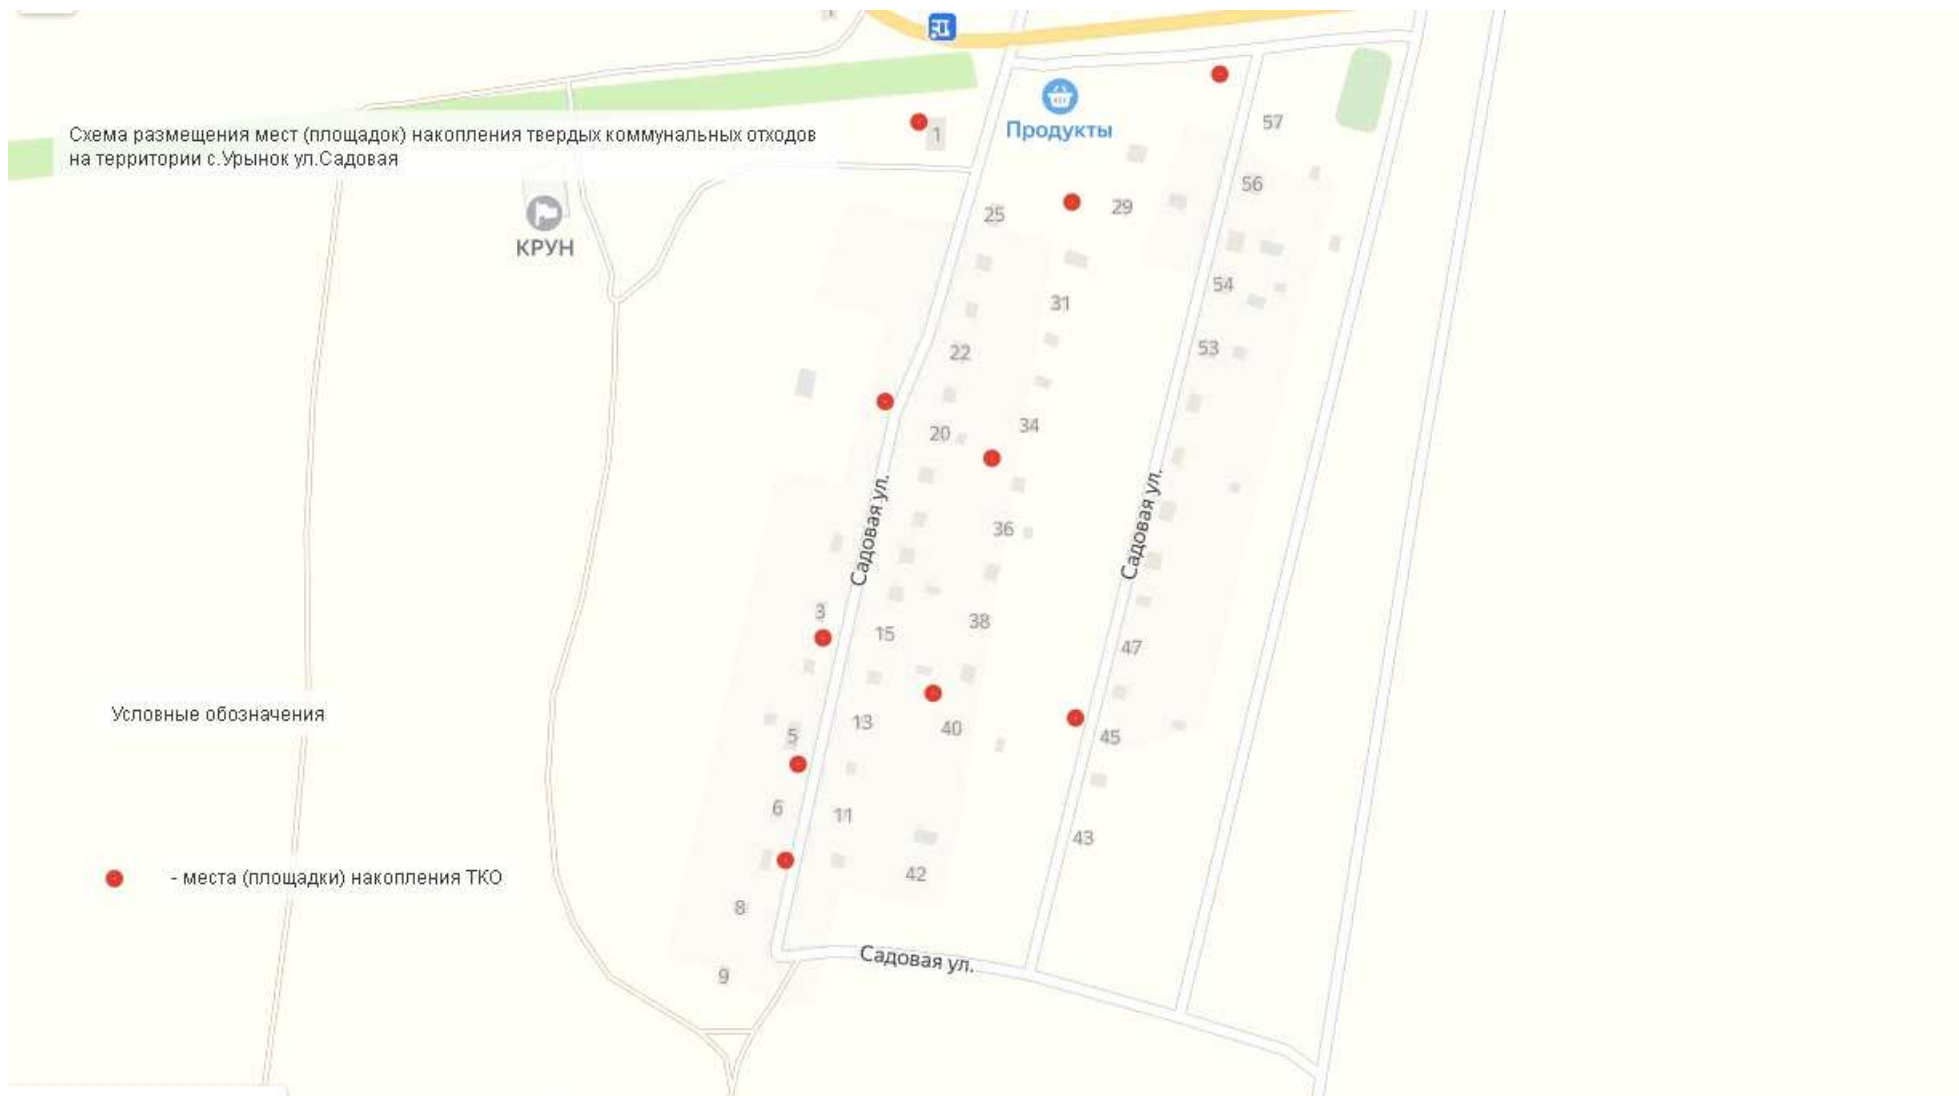 1
57
Схема размещения мест (площадок) накопления твердых коммунальных отходов
на территории с.Урынок ул.Садовая
Продукты
56
25
29
КРУН
54
31
53
22
34
20
Садовая ул.
Садовая ул.
36
3
38
15
47
Условные обозначения
13
40
5
45
6
11
43
42
- места (площадки) накопления ТКО
8
Садовая ул.
9